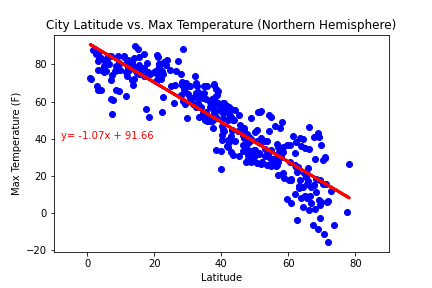 City Latitude vs. Max Temperature (Northern Hemisphere)
Max Temperature (F)
80
60
40
20
0
−20
y= -1.07x + 91.66
0
20
40
60
80
Latitude